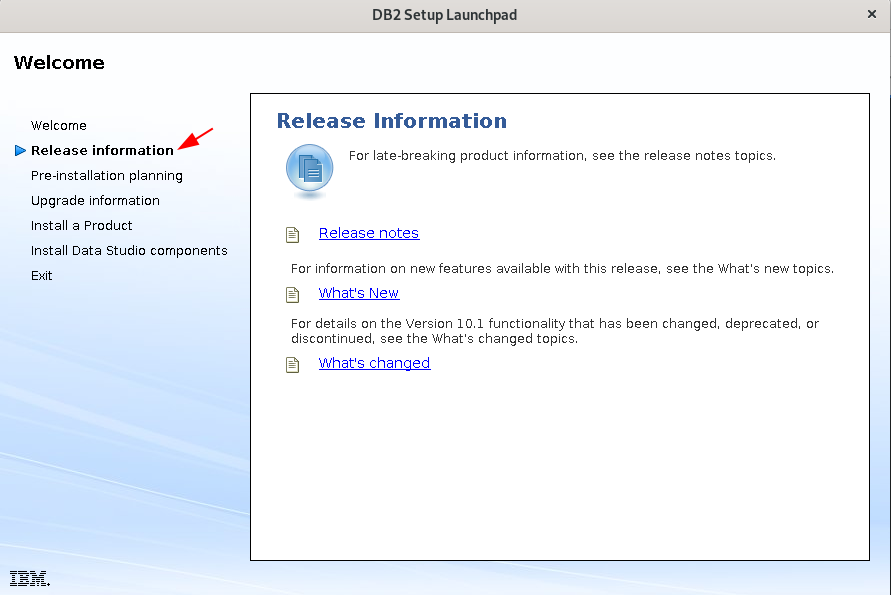 DB2 Setup Launchpad
Welcome
Welcome
Release information
Pre-installation planning
Upgrade information
Install a Product
Install Data Studio components
Exit
Release Information
For late-breaking product information, see the release notes topics.
Release notes
For information on new features available with this release, see the What's new topics.
What's New
For details on the Version 10.1 functionality that has been changed, deprecated, or
discontinued, see the What's changed topics.
What's changed
IBM.